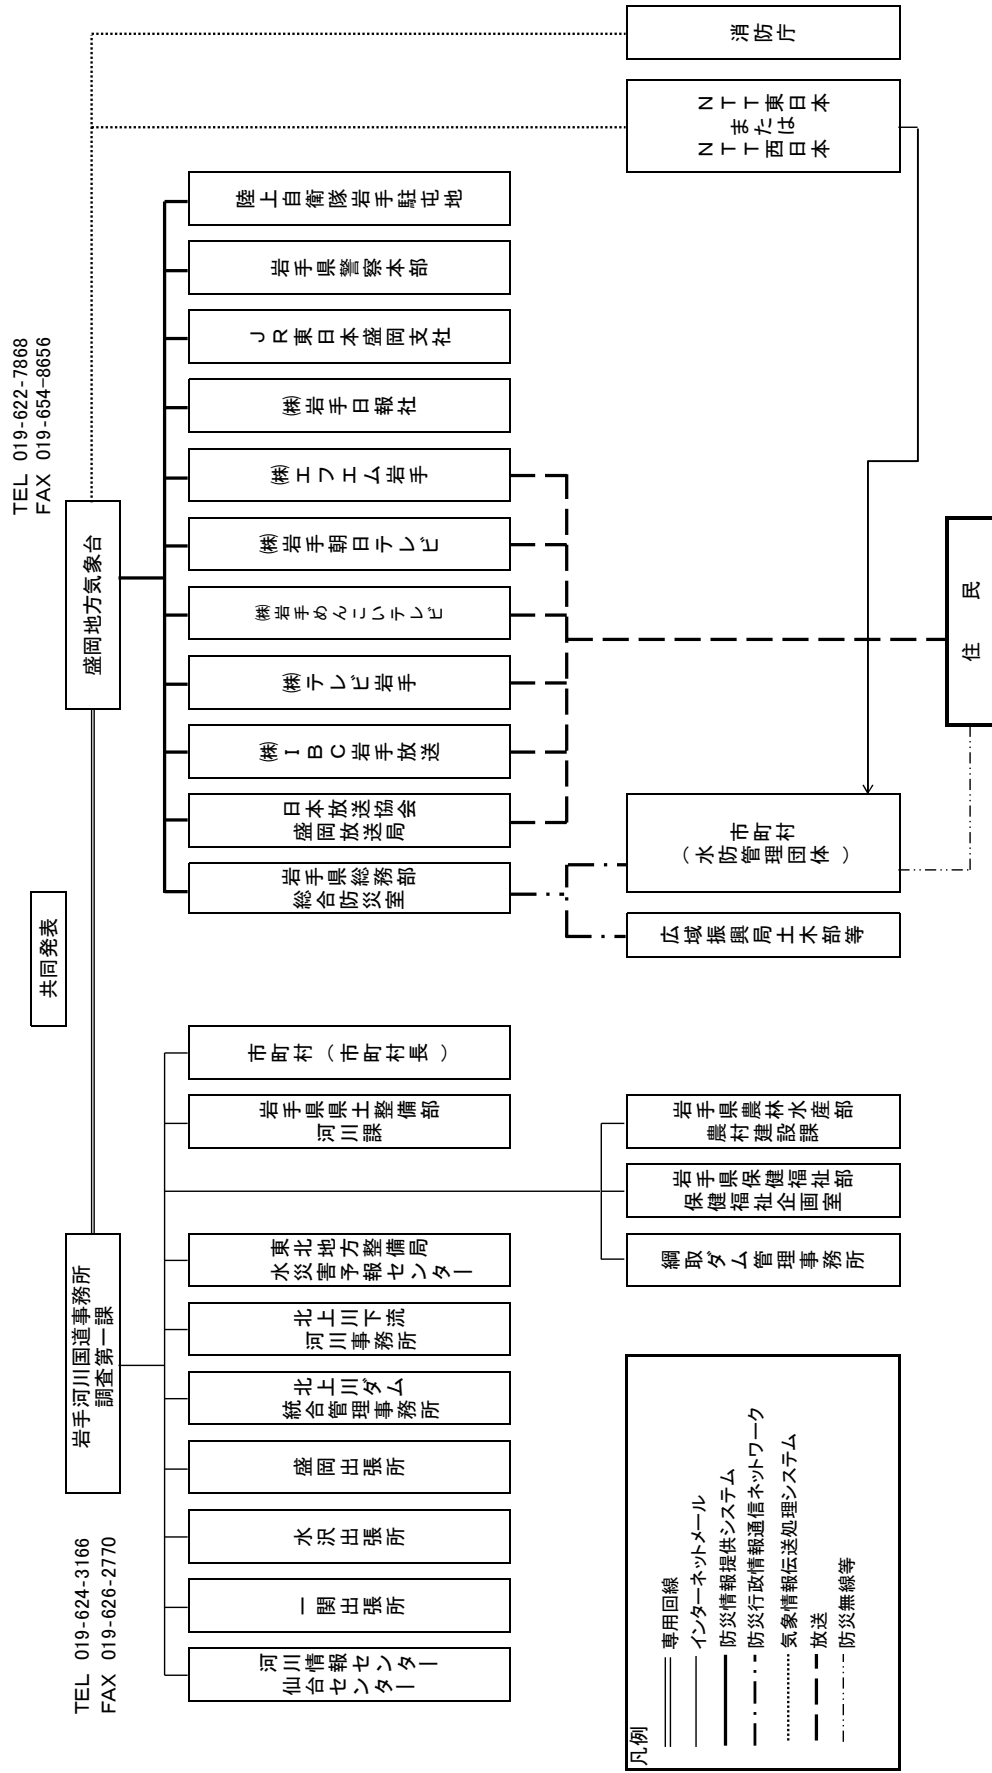 TEL 019-624-3166
FAX 019-626-2770
岩手河川国道事務所
調査第一課
共同発表
盛岡地方気象台
TEL 019-622-7868
FAX 019-654-8656
河川情報センター
仙台センター
一関出張所
水沢出張所
盛岡出張所
北上川ダム
統合管理事務所
北上川下流
河川事務所
東北地方整備局
水災害予報センター
岩手県県土整備部
河川課
市町村(市町村長)
岩手県総務部
総合防災室
日本放送協会
盛岡放送局
㈱IBC岩手放送
㈱テレビ岩手
㈱岩手めんこいテレビ
㈱岩手朝日テレビ
㈱エフエム岩手
㈱岩手日報社
JR東日本盛岡支社
岩手県警察本部
陸上自衛隊岩手駐屯地
綱取ダム管理事務所
岩手県保健福祉部
保健福祉企画室
岩手県農林水産部
農村建設課
広域振興局土木部等
市町村
(水防管理団体)
NTT東日本
または
NTT西日本
消防庁
住民
凡例
専用回線
インターネットメール
防災情報提供システム
防災行政情報通信ネットワーク
気象情報伝送処理システム
放送
防災無線等